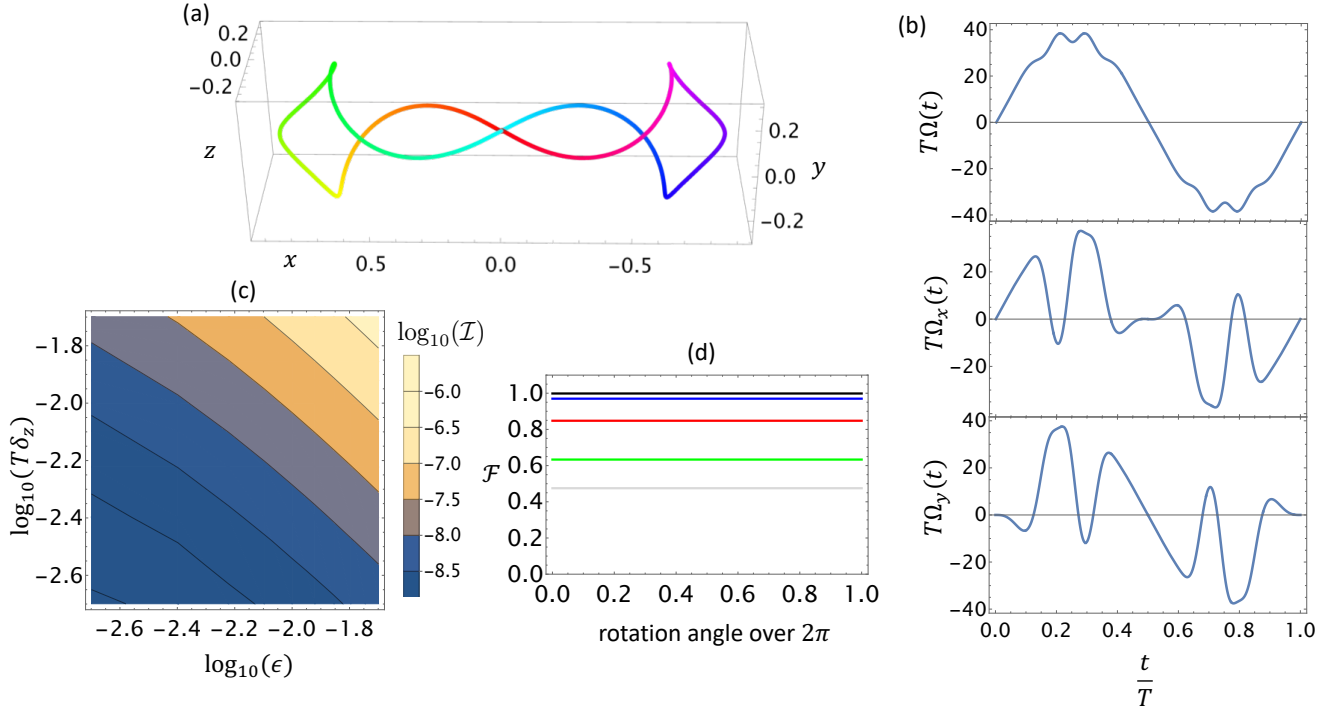 (a)
0.2
0.0
−0.2
z
x
0.5
0.0
−0.5
y
0.2
0.0
−0.2
(b)
TΩ(t)
40
20
0
−20
−40
TΩₓ(t)
20
0
−20
TΩ_y(t)
40
20
0
−20
−40
0.0 0.2 0.4 0.6 0.8 1.0
t
T
(c)
log₁₀(Tδ_z)
−1.8
−2.0
−2.2
−2.4
−2.6
−2.6 −2.4 −2.2 −2.0 −1.8
log₁₀(ϵ)
log₁₀(ℐ)
−6.0
−6.5
−7.0
−7.5
−8.0
−8.5
(d)
ℱ
1.0
0.8
0.6
0.4
0.2
0.0
0.0 0.2 0.4 0.6 0.8 1.0
rotation angle over 2π